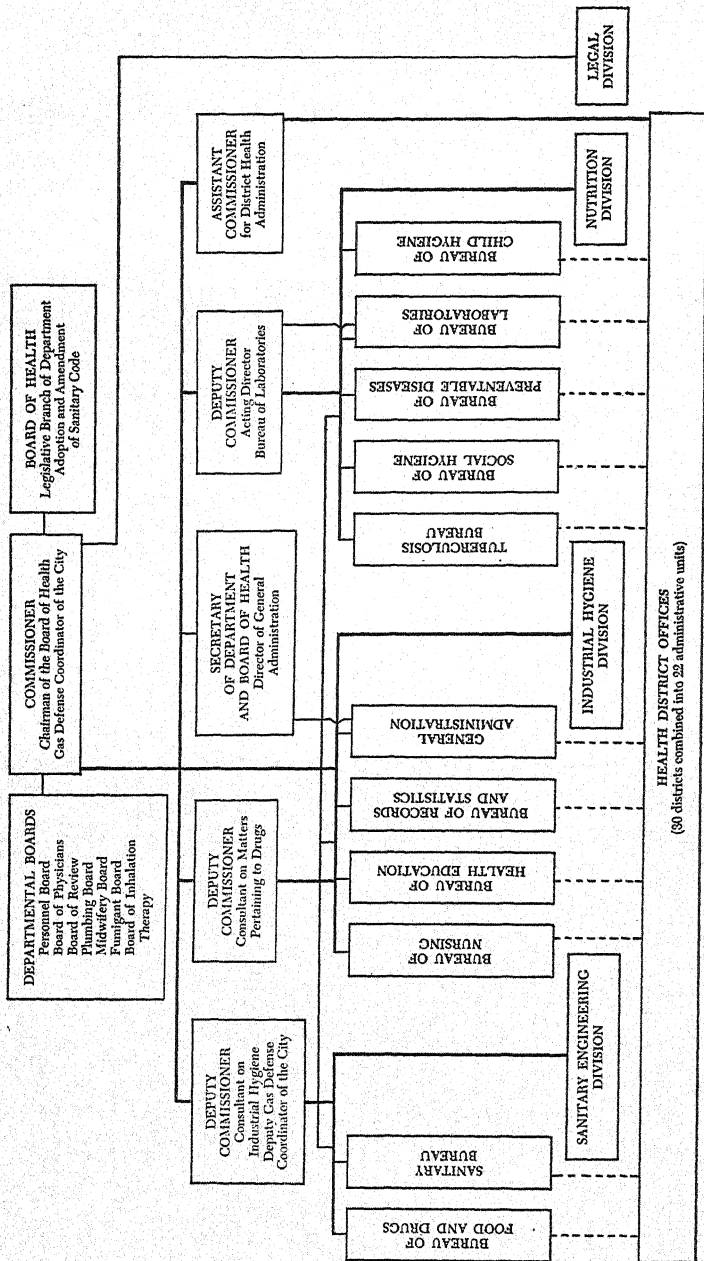 DEPARTMENTAL BOARDS
Personnel Board
Board of Physicians
Board of Review
Plumbing Board
Midwifery Board
Fumigant Board
Board of Inhalation
Therapy
COMMISSIONER
Chairman of the Board of Health
Gas Defense Coordinator of the City
BOARD OF HEALTH
Legislative Branch of Department
Adoption and Amendment
of Sanitary Code
DEPUTY
COMMISSIONER
Consultant on
Industrial Hygiene
Deputy Gas Defense
Coordinator of the City
DEPUTY
COMMISSIONER
Consultant on Matters
Pertaining to Drugs
SECRETARY
OF DEPARTMENT
AND BOARD OF HEALTH
Director of General
Administration
DEPUTY
COMMISSIONER
Acting Director
Bureau of Laboratories
ASSISTANT
COMMISSIONER
for District Health
Administration
BUREAU OF
FOOD AND DRUGS
SANITARY
BUREAU
BUREAU OF
NURSING
BUREAU OF
HEALTH EDUCATION
BUREAU OF RECORDS
AND STATISTICS
GENERAL
ADMINISTRATION
TUBERCULOSIS
BUREAU
BUREAU OF
SOCIAL HYGIENE
BUREAU OF
PREVENTABLE DISEASES
BUREAU OF
LABORATORIES
BUREAU OF
CHILD HYGIENE
SANITARY ENGINEERING
DIVISION
INDUSTRIAL HYGIENE
DIVISION
NUTRITION
DIVISION
LEGAL
DIVISION
HEALTH DISTRICT OFFICES
(30 districts combined into 22 administrative units)